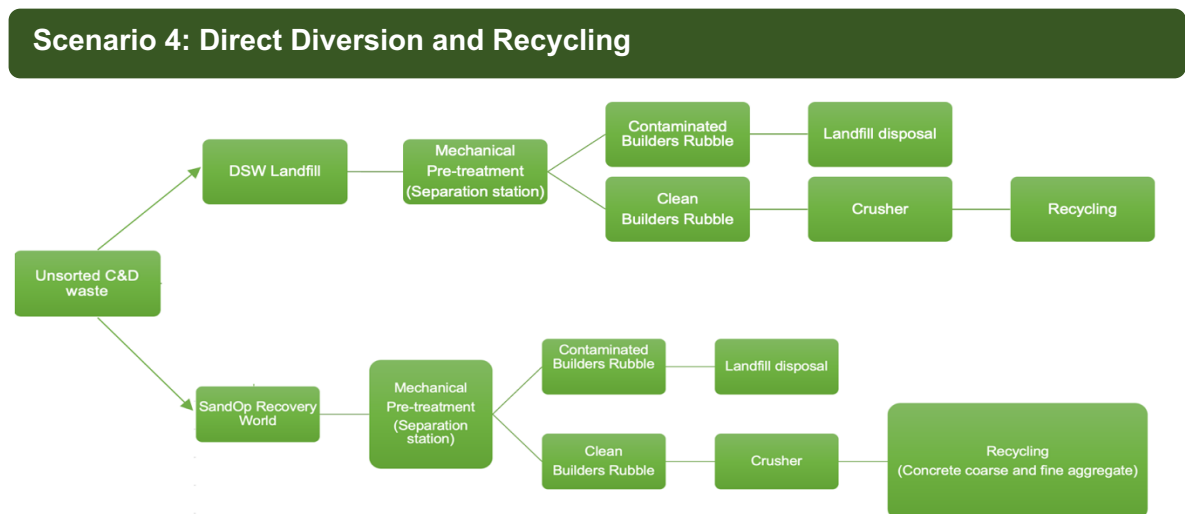 Scenario 4: Direct Diversion and Recycling
Contaminated
Builders Rubble
Landfill disposal
DSW Landfill
Mechanical
Pre-treatment
(Separation station)
Clean
Builders Rubble
Crusher
Recycling
Unsorted C&D
waste
SandOp Recovery
World
Mechanical
Pre-treatment
(Separation
station)
Contaminated
Builders Rubble
Landfill disposal
Clean
Builders Rubble
Crusher
Recycling
(Concrete coarse and fine aggregate)